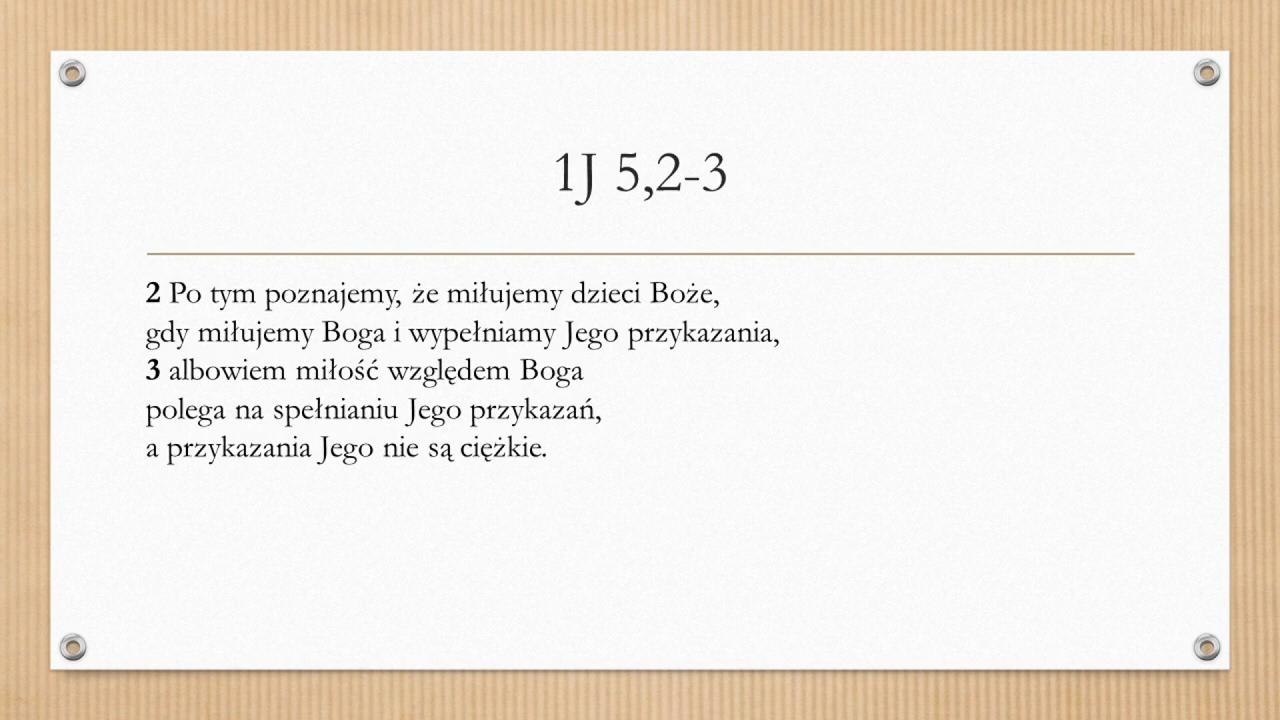 1J 5,2-3
2 Po tym poznajemy, że miłujemy dzieci Boże,
gdy miłujemy Boga i wypełniamy Jego przykazania,
3 albowiem miłość względem Boga
polega na spełnianiu Jego przykazań,
a przykazania Jego nie są ciężkie.